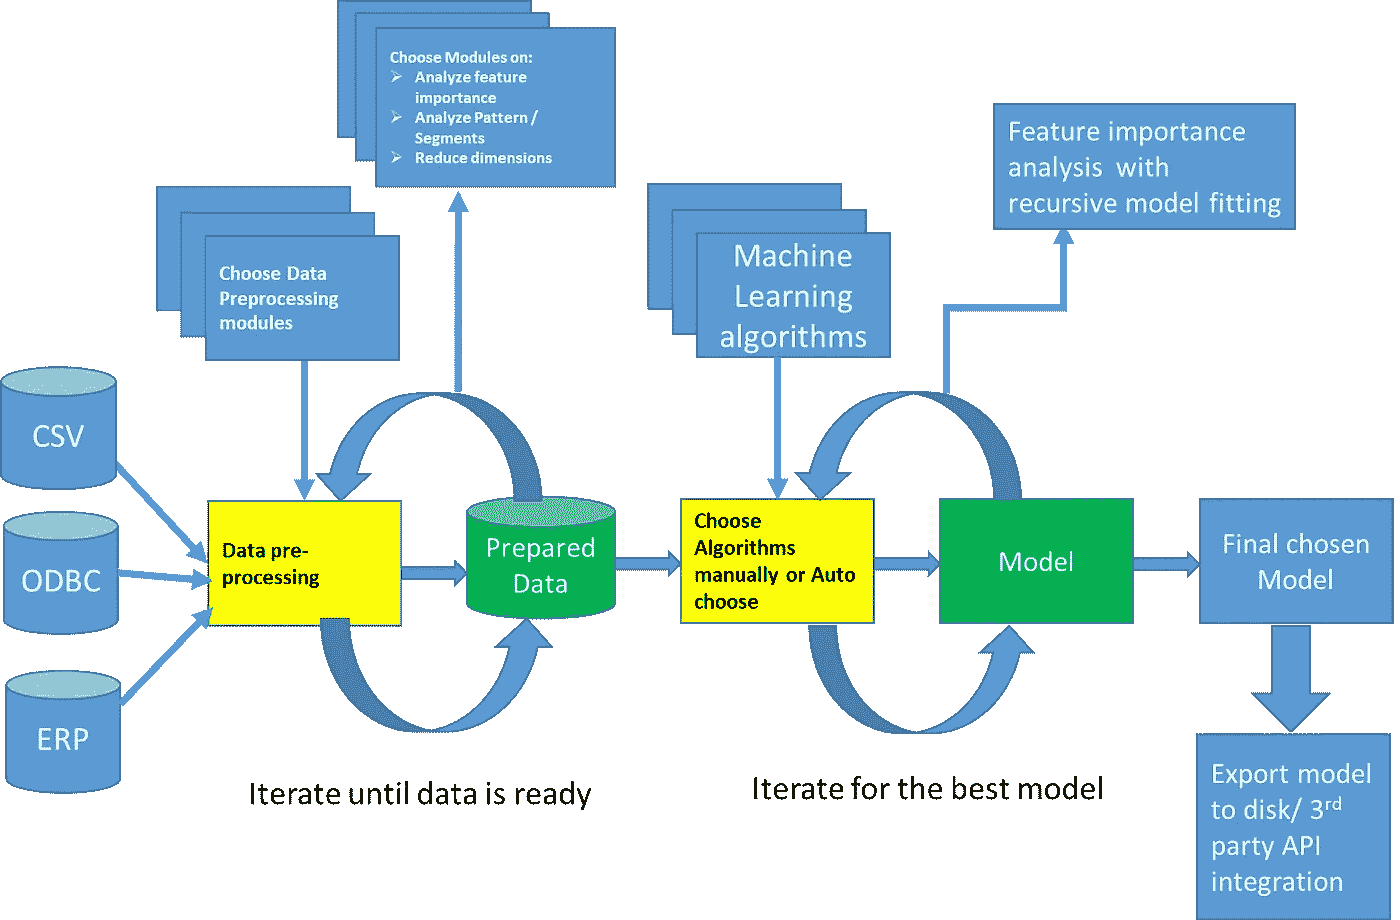 Choose Modules on:
➢ Analyze feature
importance
➢ Analyze Pattern /
Segments
➢ Reduce dimensions
Feature importance
analysis with
recursive model fitting
Choose Data
Preprocessing
modules
Machine
Learning
algorithms
CSV
ODBC
ERP
Data pre-
processing
Prepared
Data
Choose
Algorithms
manually or Auto
choose
Model
Final chosen
Model
Iterate until data is ready
Iterate for the best model
Export model
to disk/ 3rd
party API
integration